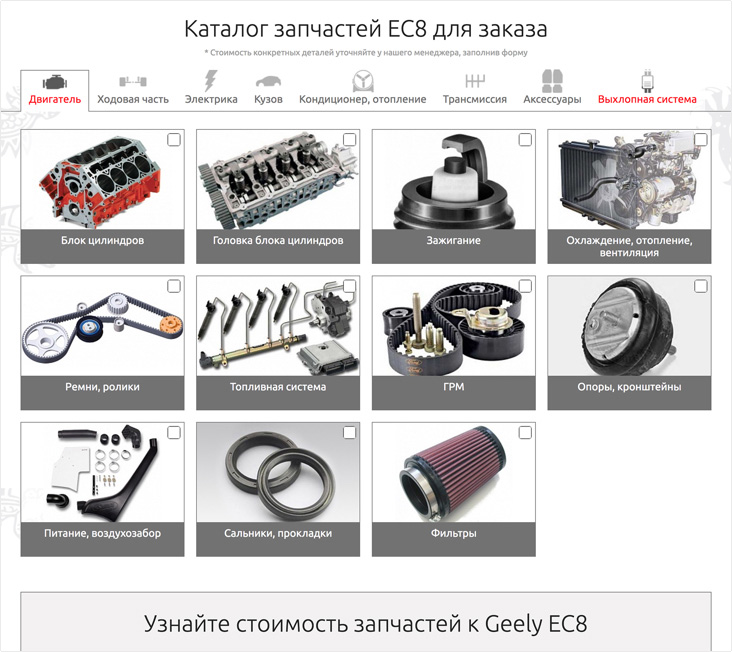 Каталог запчастей EC8 для заказа
* Стоимость конкретных деталей уточняйте у нашего менеджера, заполнив форму
Двигатель Ходовая часть Электрика Кузов Кондиционер, отопление Трансмиссия Аксессуары Выхлопная система
Блок цилиндров Головка блока цилиндров Зажигание Охлаждение, отопление,
вентиляция
Ремни, ролики Топливная система ГРМ Опоры, кронштейны
Питание, воздухозабор Сальники, прокладки Фильтры
Узнайте стоимость запчастей к Geely EC8